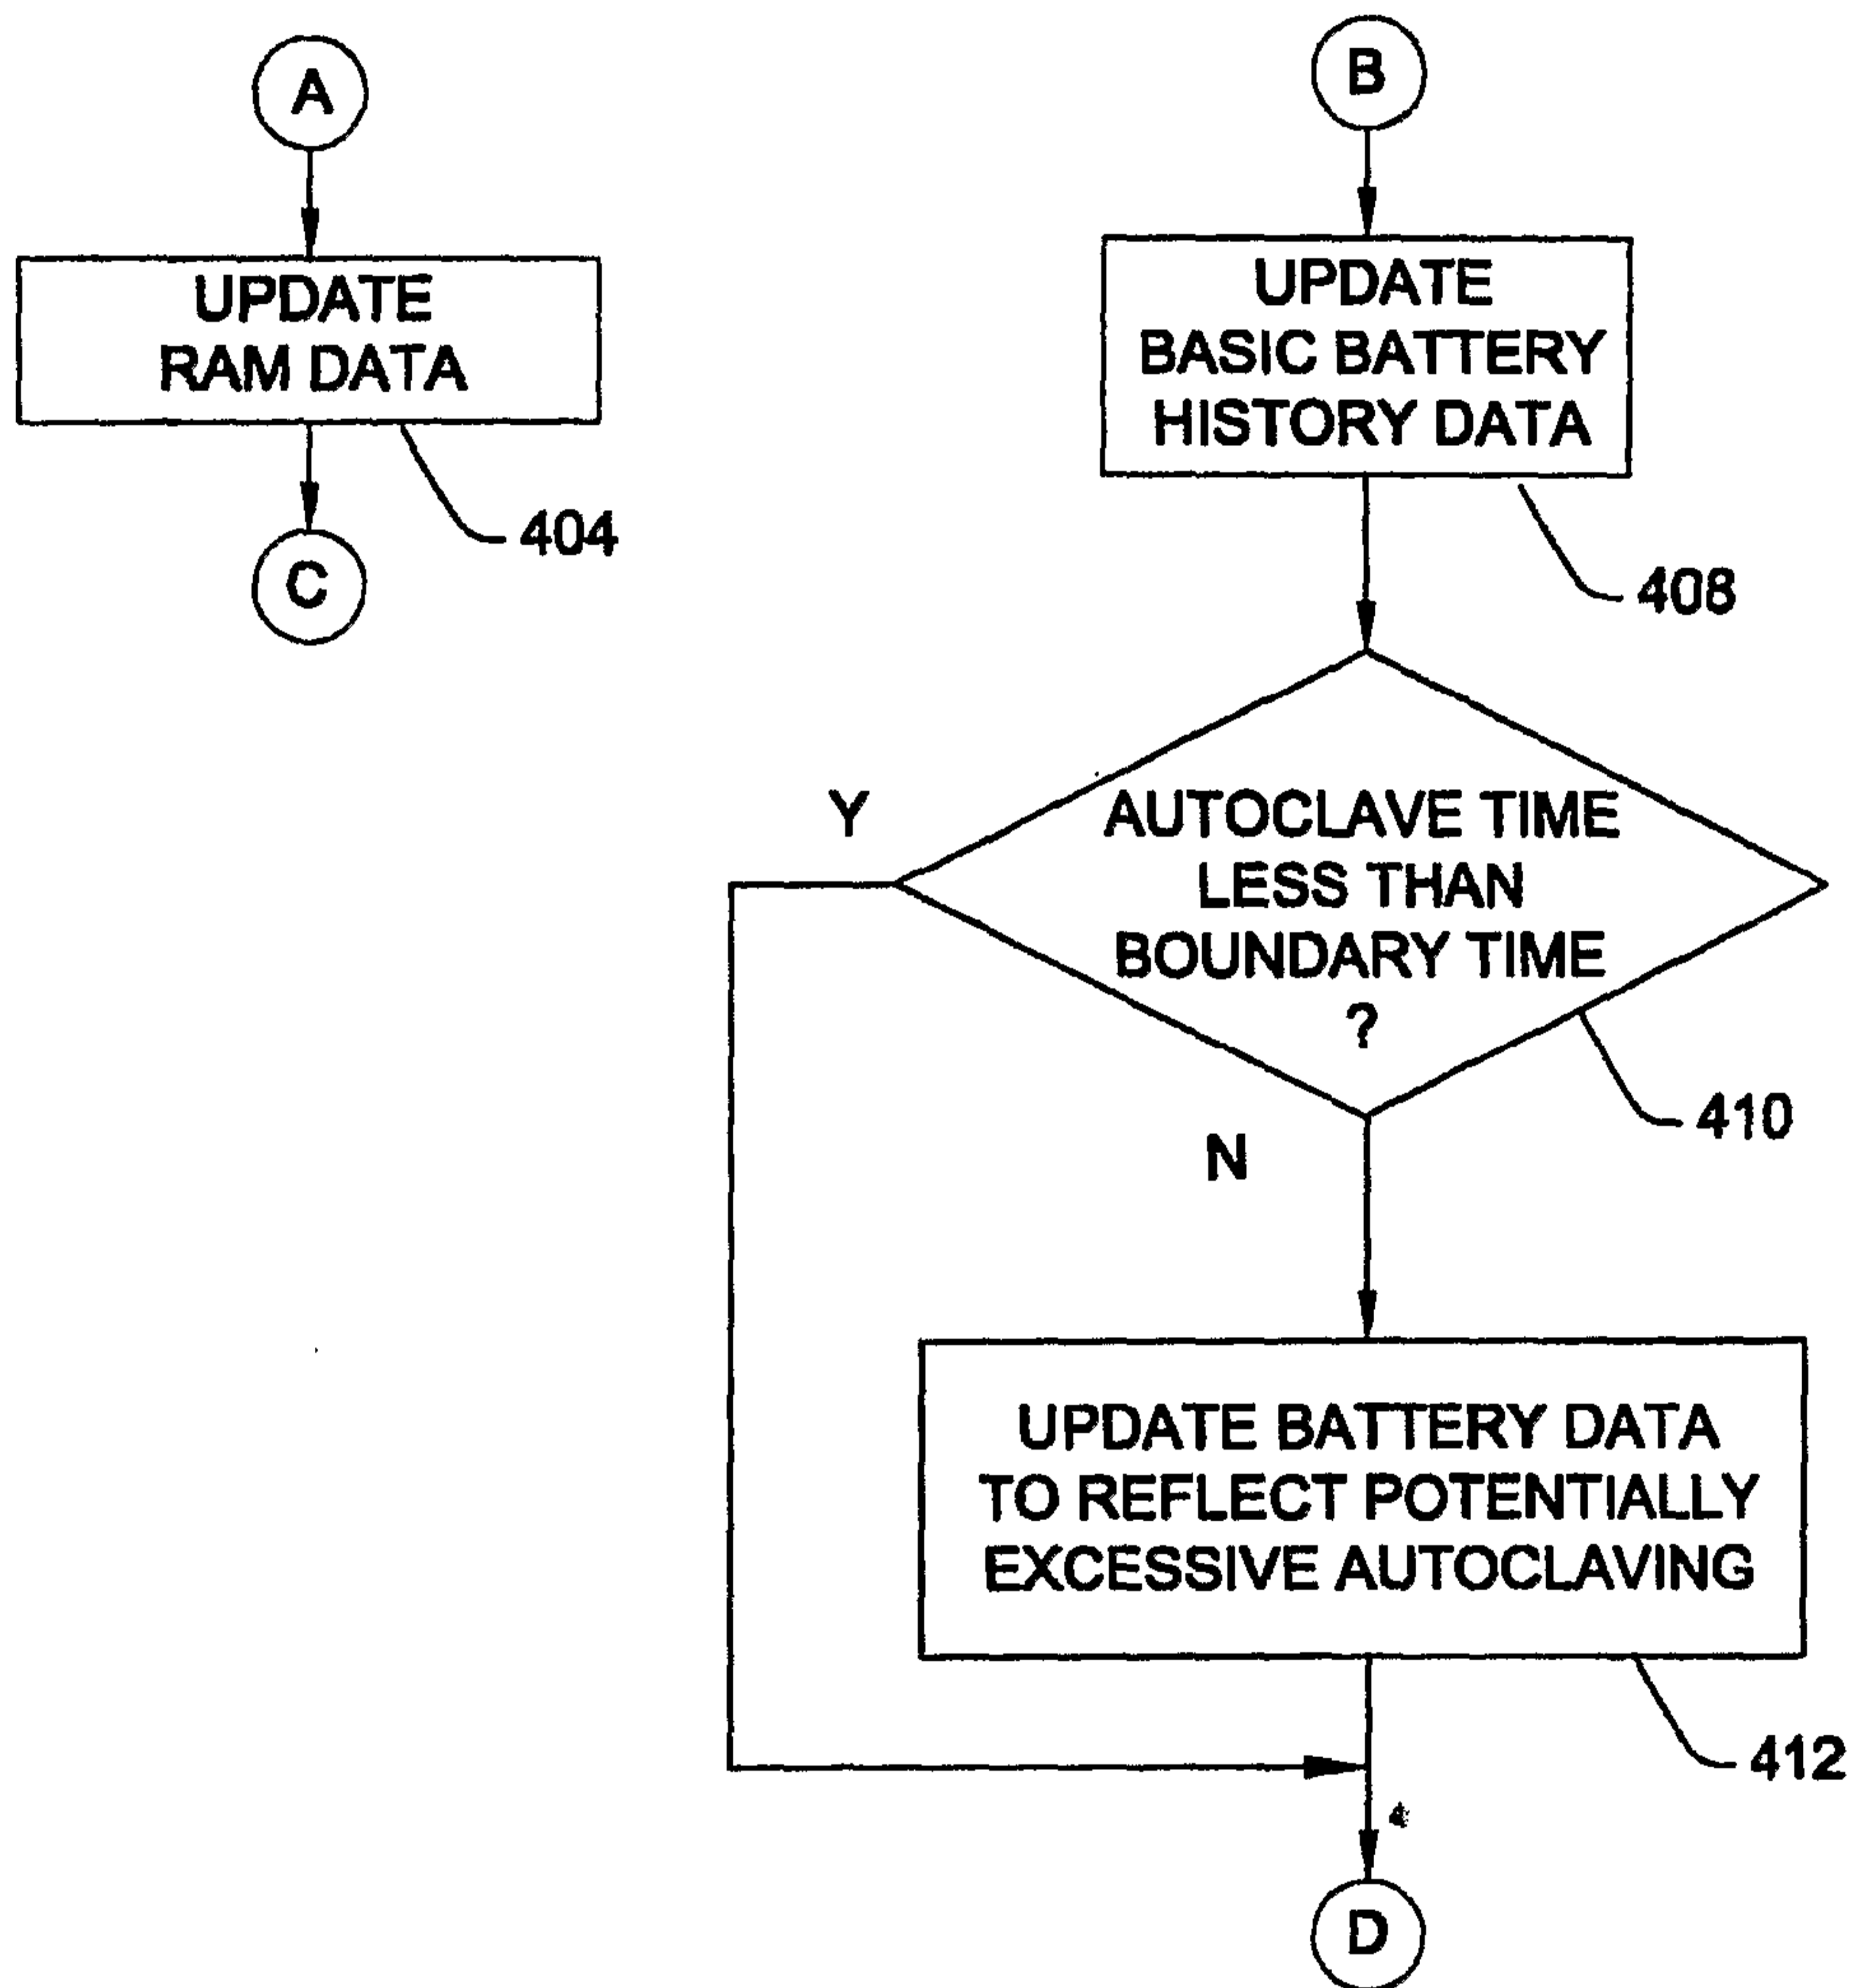 A
UPDATE
RAM DATA
404
C
B
UPDATE
BASIC BATTERY
HISTORY DATA
408
Y
AUTOCLAVE TIME
LESS THAN
BOUNDARY TIME
?
410
N
UPDATE BATTERY DATA
TO REFLECT POTENTIALLY
EXCESSIVE AUTOCLAVING
412
D